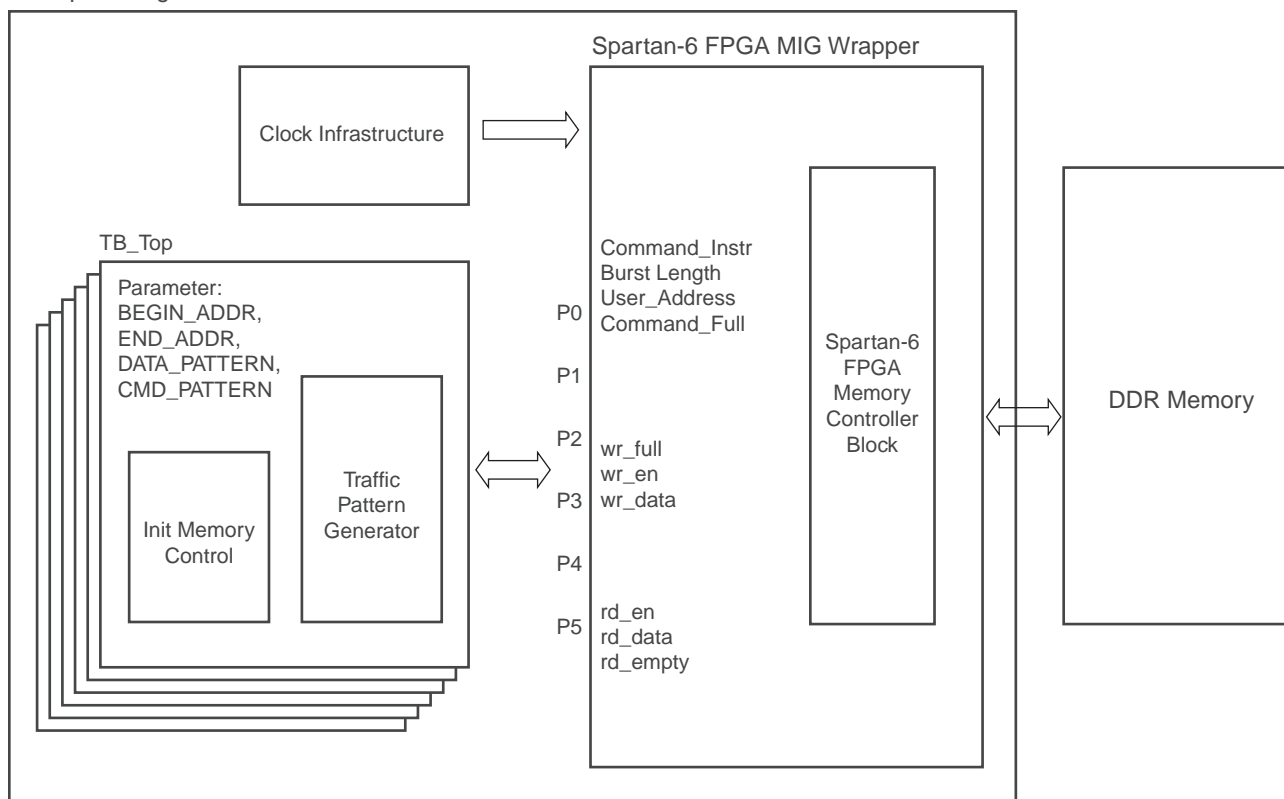 Spartan-6 FPGA MIG Wrapper
Clock Infrastructure
TB_Top
Parameter:
BEGIN_ADDR,
END_ADDR,
DATA_PATTERN,
CMD_PATTERN
Init Memory
Control
Traffic
Pattern
Generator
P0
P1
P2
P3
P4
P5
Command_Instr
Burst Length
User_Address
Command_Full
wr_full
wr_en
wr_data
rd_en
rd_data
rd_empty
Spartan-6
FPGA
Memory
Controller
Block
DDR Memory